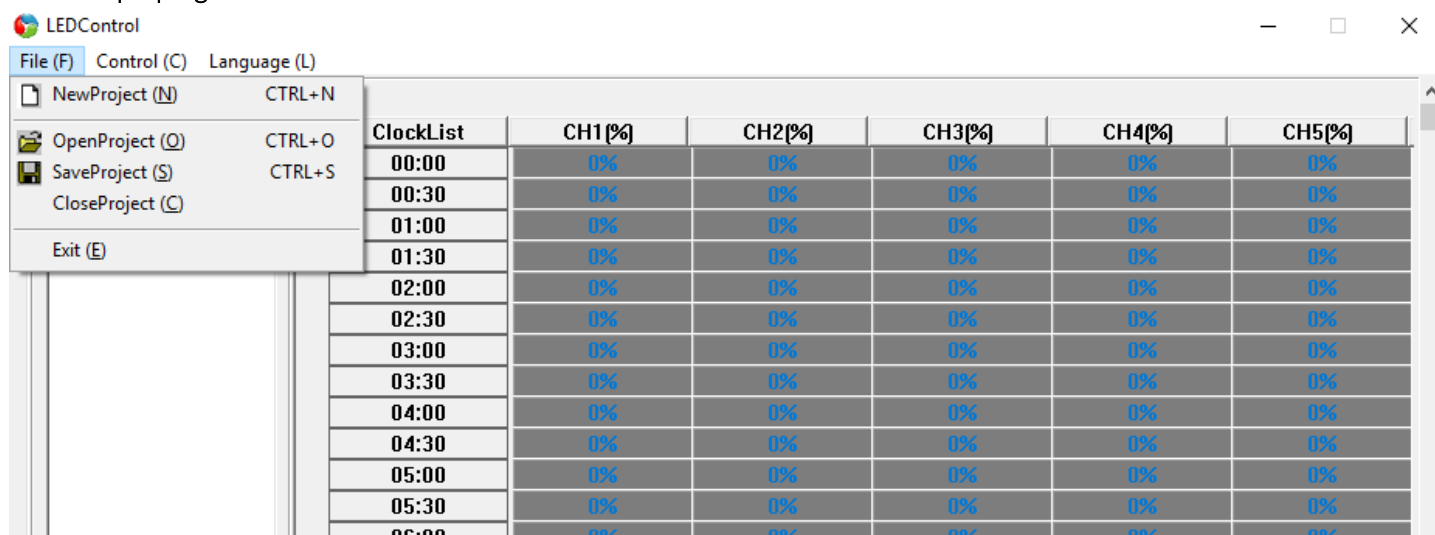 LEDControl
File (F) Control (C) Language (L)
NewProject (N) CTRL+N
OpenProject (O) CTRL+O
SaveProject (S) CTRL+S
CloseProject (C)
Exit (E)
ClockList CH1(%) CH2(%) CH3(%) CH4(%) CH5(%)
00:00 0% 0% 0% 0% 0%
00:30 0% 0% 0% 0% 0%
01:00 0% 0% 0% 0% 0%
01:30 0% 0% 0% 0% 0%
02:00 0% 0% 0% 0% 0%
02:30 0% 0% 0% 0% 0%
03:00 0% 0% 0% 0% 0%
03:30 0% 0% 0% 0% 0%
04:00 0% 0% 0% 0% 0%
04:30 0% 0% 0% 0% 0%
05:00 0% 0% 0% 0% 0%
05:30 0% 0% 0% 0% 0%